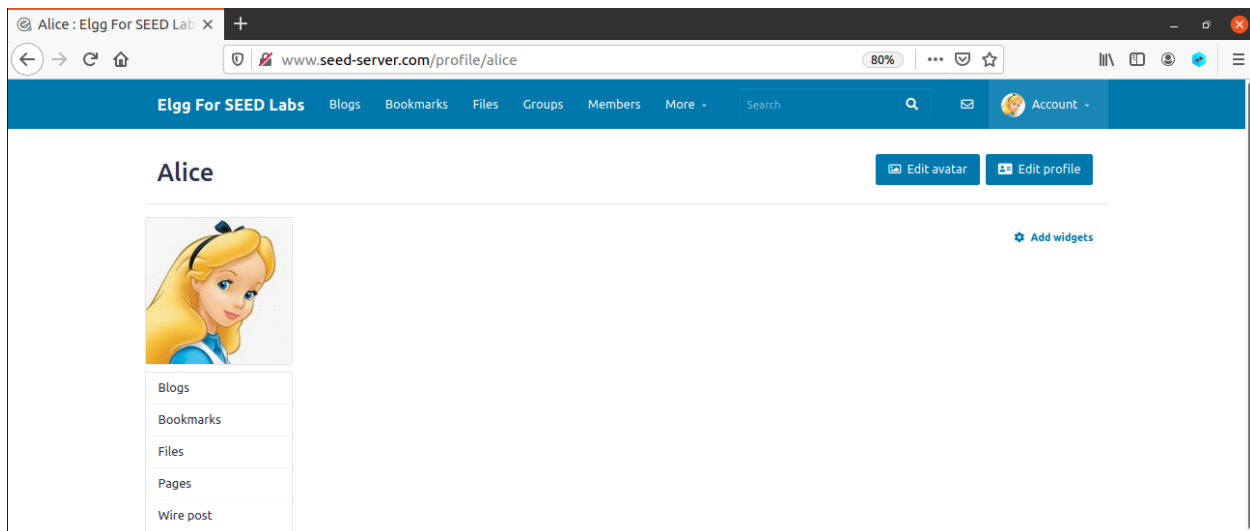 Alice : Elgg For SEED Lab
www.seed-server.com/profile/alice 80%
Elgg For SEED Labs Blogs Bookmarks Files Groups Members More Search Account
Alice Edit avatar Edit profile
Add widgets
Blogs
Bookmarks
Files
Pages
Wire post